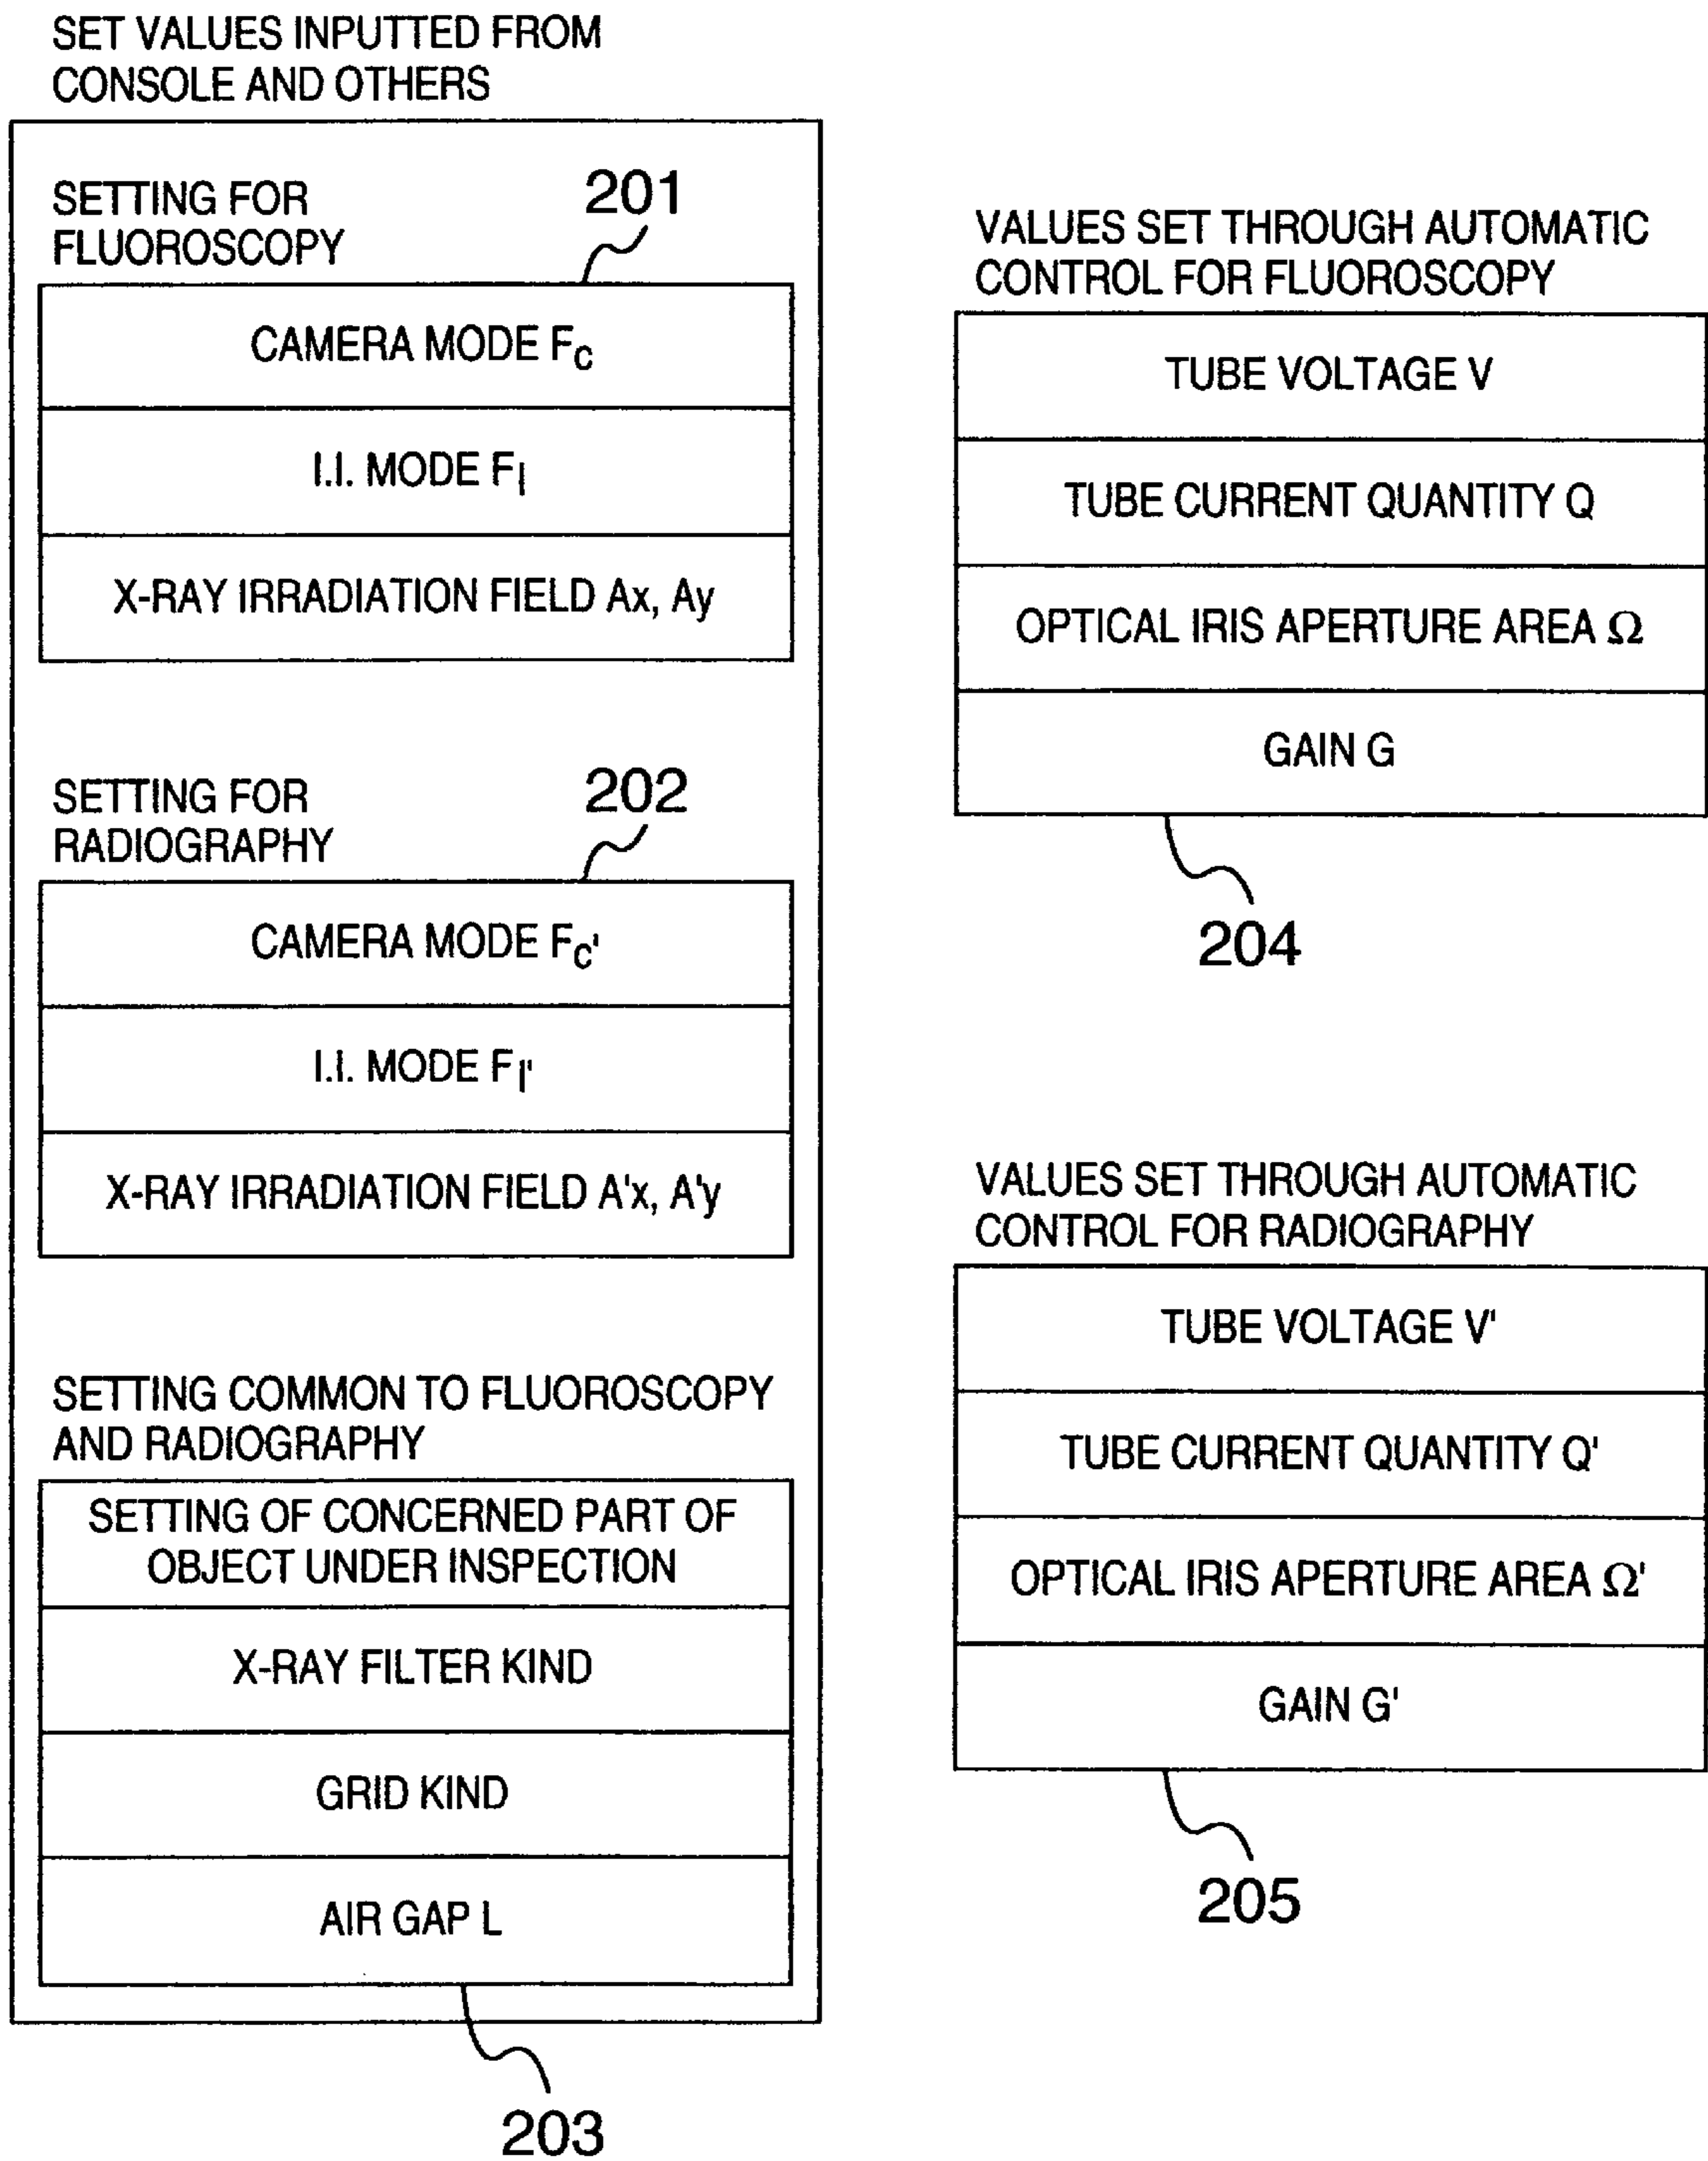 SET VALUES INPUTTED FROM
CONSOLE AND OTHERS
SETTING FOR
FLUOROSCOPY
201
CAMERA MODE Fc
I.I. MODE FI
X-RAY IRRADIATION FIELD Ax, Ay
SETTING FOR
RADIOGRAPHY
202
CAMERA MODE Fc'
I.I. MODE FI'
X-RAY IRRADIATION FIELD A'x, A'y
SETTING COMMON TO FLUOROSCOPY
AND RADIOGRAPHY
SETTING OF CONCERNED PART OF
OBJECT UNDER INSPECTION
X-RAY FILTER KIND
GRID KIND
AIR GAP L
203
VALUES SET THROUGH AUTOMATIC
CONTROL FOR FLUOROSCOPY
TUBE VOLTAGE V
TUBE CURRENT QUANTITY Q
OPTICAL IRIS APERTURE AREA Ω
GAIN G
204
VALUES SET THROUGH AUTOMATIC
CONTROL FOR RADIOGRAPHY
TUBE VOLTAGE V'
TUBE CURRENT QUANTITY Q'
OPTICAL IRIS APERTURE AREA Ω'
GAIN G'
205